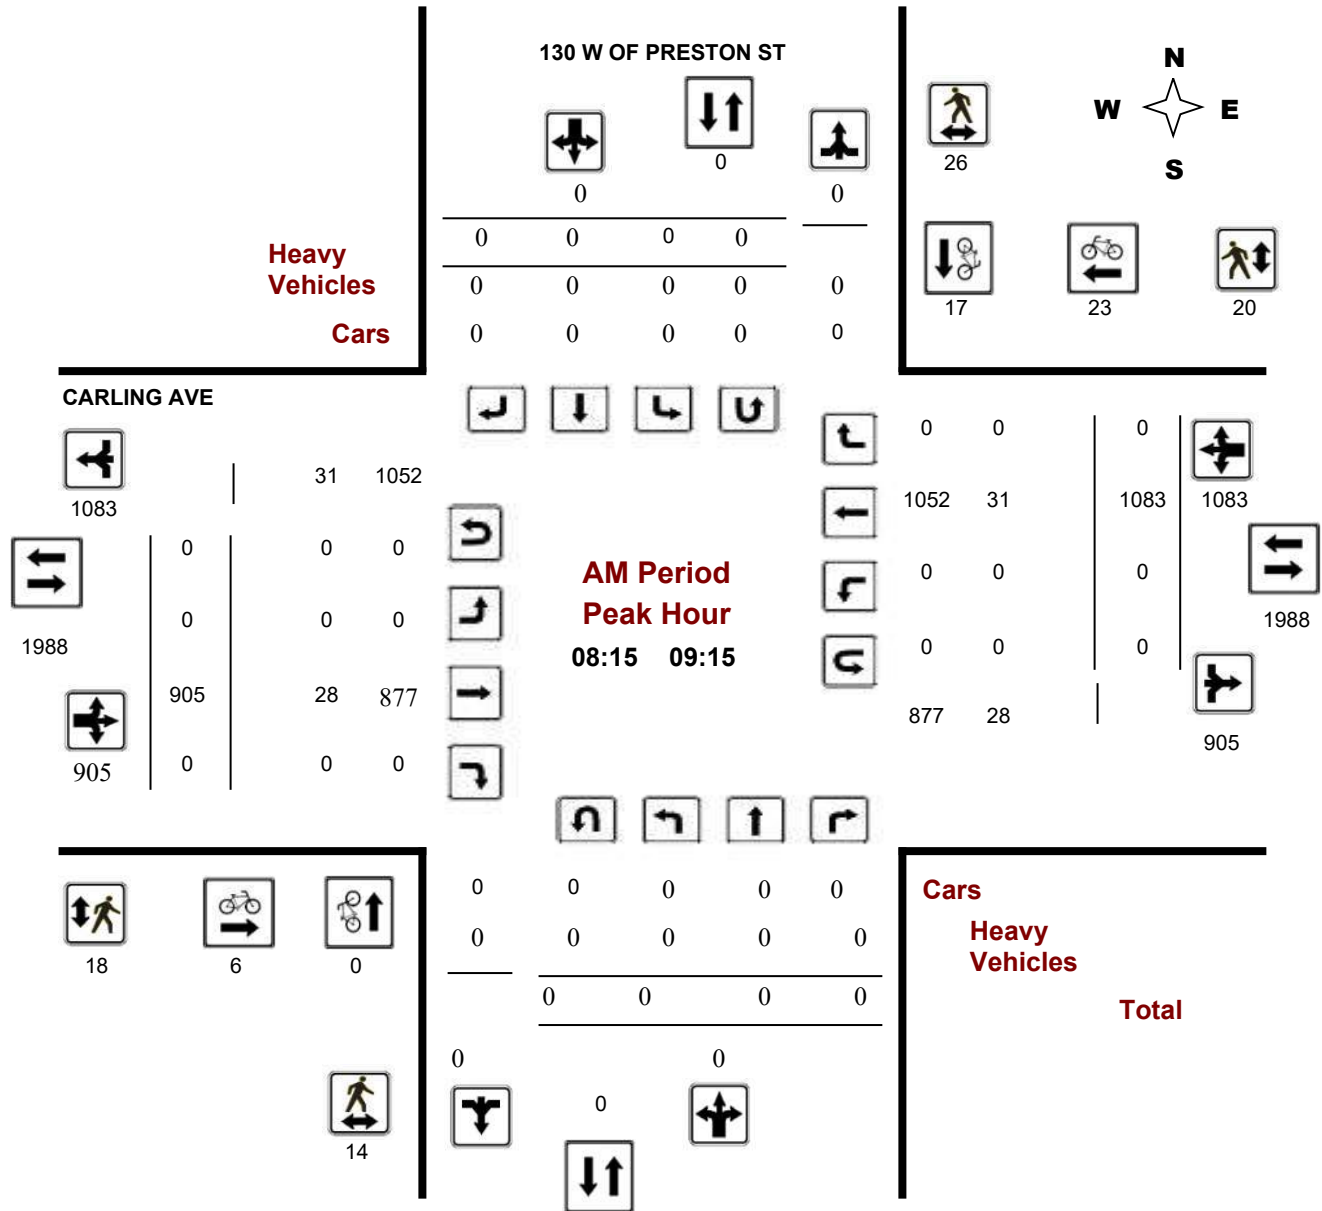 130 W OF PRESTON ST
N
W E
S
0
26
0 0
0 0 0 0
Heavy
Vehicles
0 0 0 0 0
17 23 20
Cars
0 0 0 0 0
CARLING AVE
0 0 0
31 1052
1083
1052 31 1083 1083
0 0 0
AM Period
0 0 0
Peak Hour
0 0 0
1988
1988
08:15 09:15
0 0 0
905 28 877
877 28
905
905
0 0 0
0 0 0 0 0
Cars
0 0 0 0 0
Heavy
Vehicles
18 6 0
0 0 0 0
Total
0 0
0
14